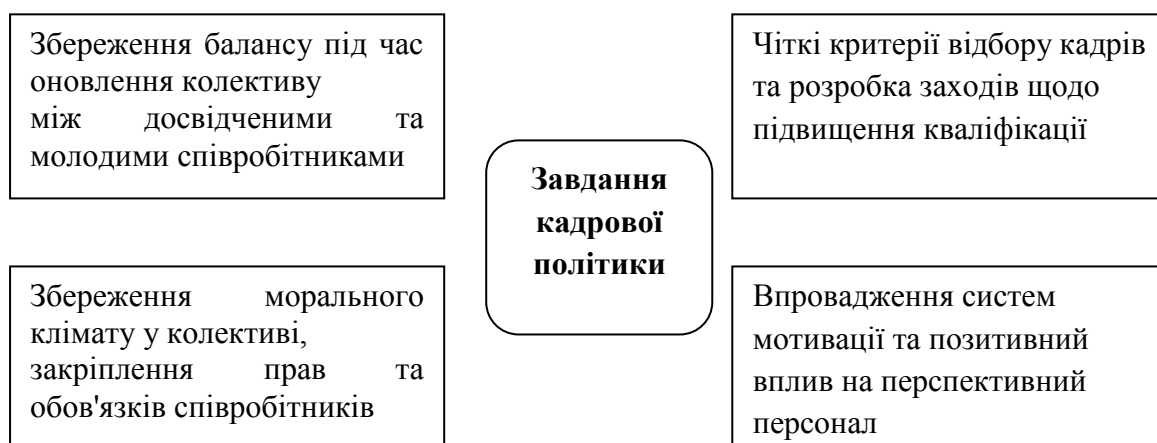 Збереження балансу під час
оновлення колективу
між досвідченими та
молодими співробітниками
Чіткі критерії відбору кадрів
та розробка заходів щодо
підвищення кваліфікації
Завдання
кадрової
політики
Збереження морального
клімату у колективі,
закріплення прав та
обов'язків співробітників
Впровадження систем
мотивації та позитивний
вплив на перспективний
персонал